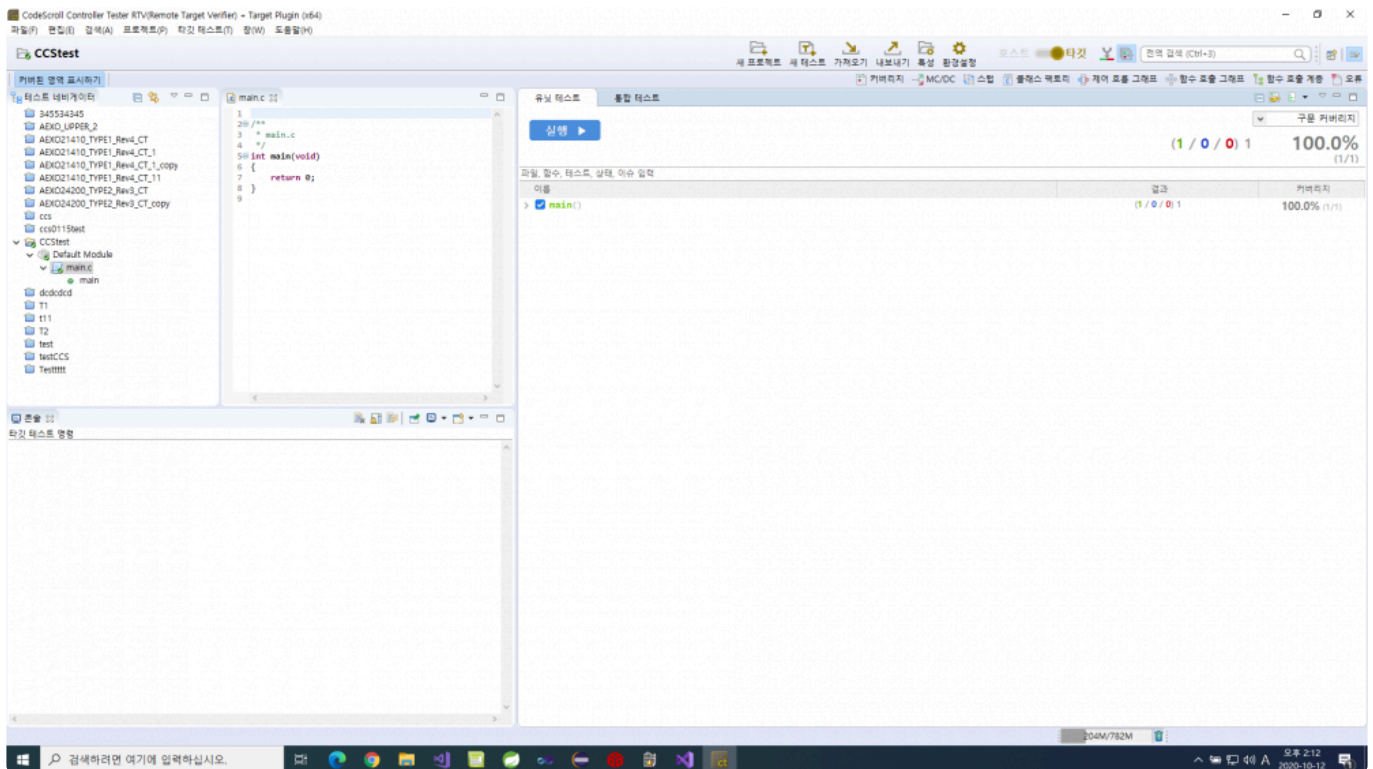 CodeScroll Controller Tester RTV(Remote Target Verifier) - Target Plugin (x64)
파일(F) 편집(E) 검색(A) 프로젝트(P) 타깃 테스트(T) 창(W) 도움말(H)
CCStest
새 프로젝트 새 테스트 가져오기 내보내기 특성 환경설정 호스트 타깃 전역 검색 (Ctrl+3)
커버된 영역 표시하기
커버리지 MC/DC 스텁 클래스 팩토리 제어 흐름 그래프 함수 호출 그래프 함수 호출 계층 오류
테스트 네비게이터
345534345
AEXO_UPPER_2
AEXO21410_TYPE1_Rev4_CT
AEXO21410_TYPE1_Rev4_CT_1
AEXO21410_TYPE1_Rev4_CT_1_copy
AEXO21410_TYPE1_Rev4_CT_11
AEXO24200_TYPE2_Rev3_CT
AEXO24200_TYPE2_Rev3_CT_copy
ccs
ccs0115test
CCStest
Default Module
main.c
main
dcdcdcd
T1
t11
T2
test
testCCS
Testtttt
main.c
1
2 /**
3 * main.c
4 */
5 int main(void)
6 {
7 return 0;
8 }
9
유닛 테스트 통합 테스트
실행
구문 커버리지
(1 / 0 / 0) 1 100.0%
(1/1)
파일, 함수, 테스트, 상태, 이슈 입력
이름 결과 커버리지
main() (1 / 0 / 0) 1 100.0% (1/1)
콘솔
타깃 테스트 명령
204M/782M
검색하려면 여기에 입력하십시오.
A 오후 2:12
2020-10-12